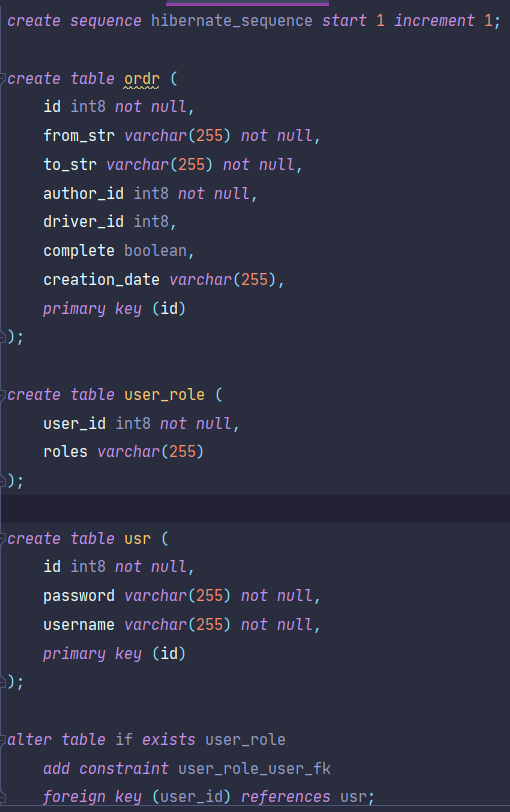 create sequence hibernate_sequence start 1 increment 1;
create table ordr (
id int8 not null,
from_str varchar(255) not null,
to_str varchar(255) not null,
author_id int8 not null,
driver_id int8,
complete boolean,
creation_date varchar(255),
primary key (id)
);
create table user_role (
user_id int8 not null,
roles varchar(255)
);
create table usr (
id int8 not null,
password varchar(255) not null,
username varchar(255) not null,
primary key (id)
);
alter table if exists user_role
add constraint user_role_user_fk
foreign key (user_id) references usr;